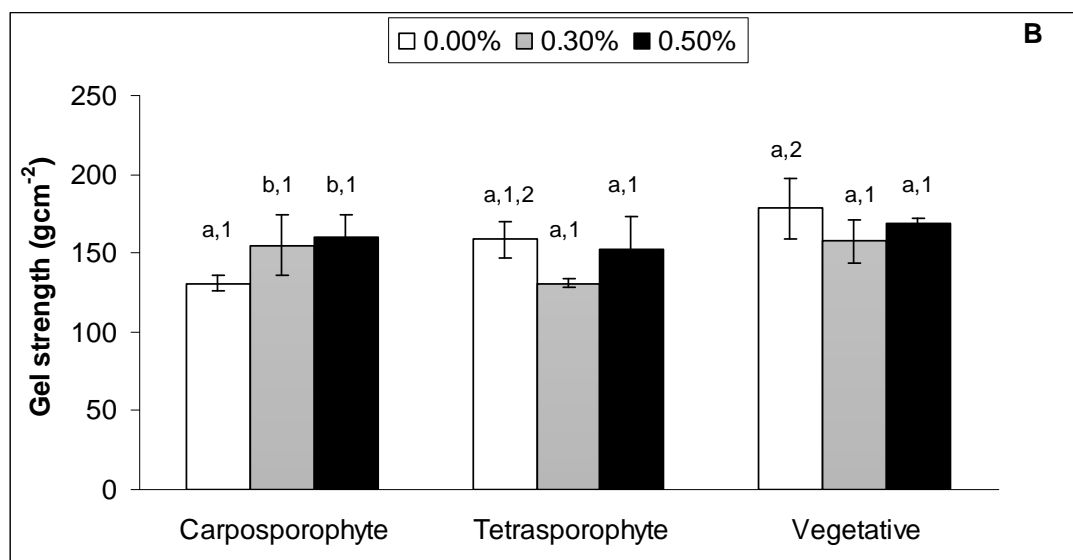 0.00% 0.30% 0.50%
B
Gel strength (gcm-2)
250
200
150
100
50
0
a,1
b,1
b,1
a,1,2
a,1
a,1
a,2
a,1
a,1
Carposporophyte Tetrasporophyte Vegetative